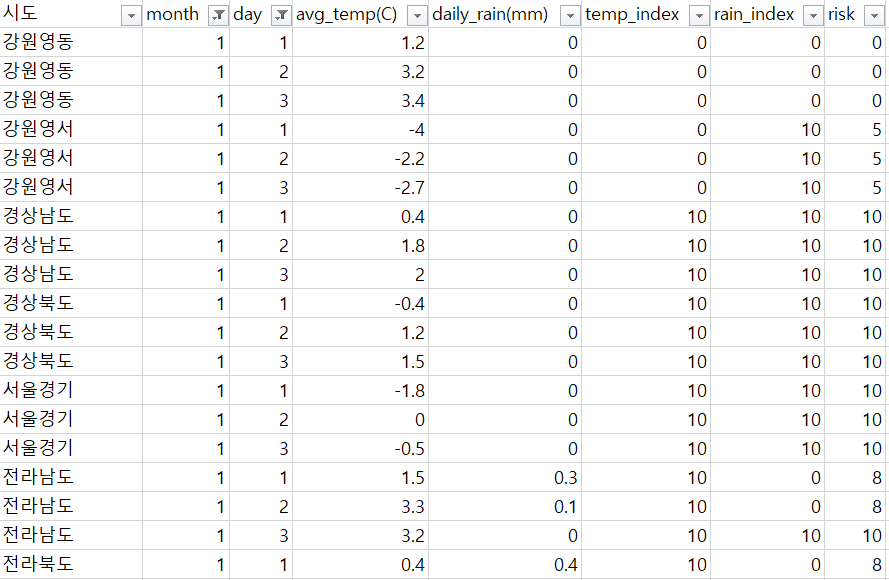 시도 month day avg_temp(C) daily_rain(mm) temp_index rain_index risk
강원영동 1 1 1.2 0 0 0 0
강원영동 1 2 3.2 0 0 0 0
강원영동 1 3 3.4 0 0 0 0
강원영서 1 1 -4 0 0 10 5
강원영서 1 2 -2.2 0 0 10 5
강원영서 1 3 -2.7 0 0 10 5
경상남도 1 1 0.4 0 10 10 10
경상남도 1 2 1.8 0 10 10 10
경상남도 1 3 2 0 10 10 10
경상북도 1 1 -0.4 0 10 10 10
경상북도 1 2 1.2 0 10 10 10
경상북도 1 3 1.5 0 10 10 10
서울경기 1 1 -1.8 0 10 10 10
서울경기 1 2 0 0 10 10 10
서울경기 1 3 -0.5 0 10 10 10
전라남도 1 1 1.5 0.3 10 0 8
전라남도 1 2 3.3 0.1 10 0 8
전라남도 1 3 3.2 0 10 10 10
전라북도 1 1 0.4 0.4 10 0 8